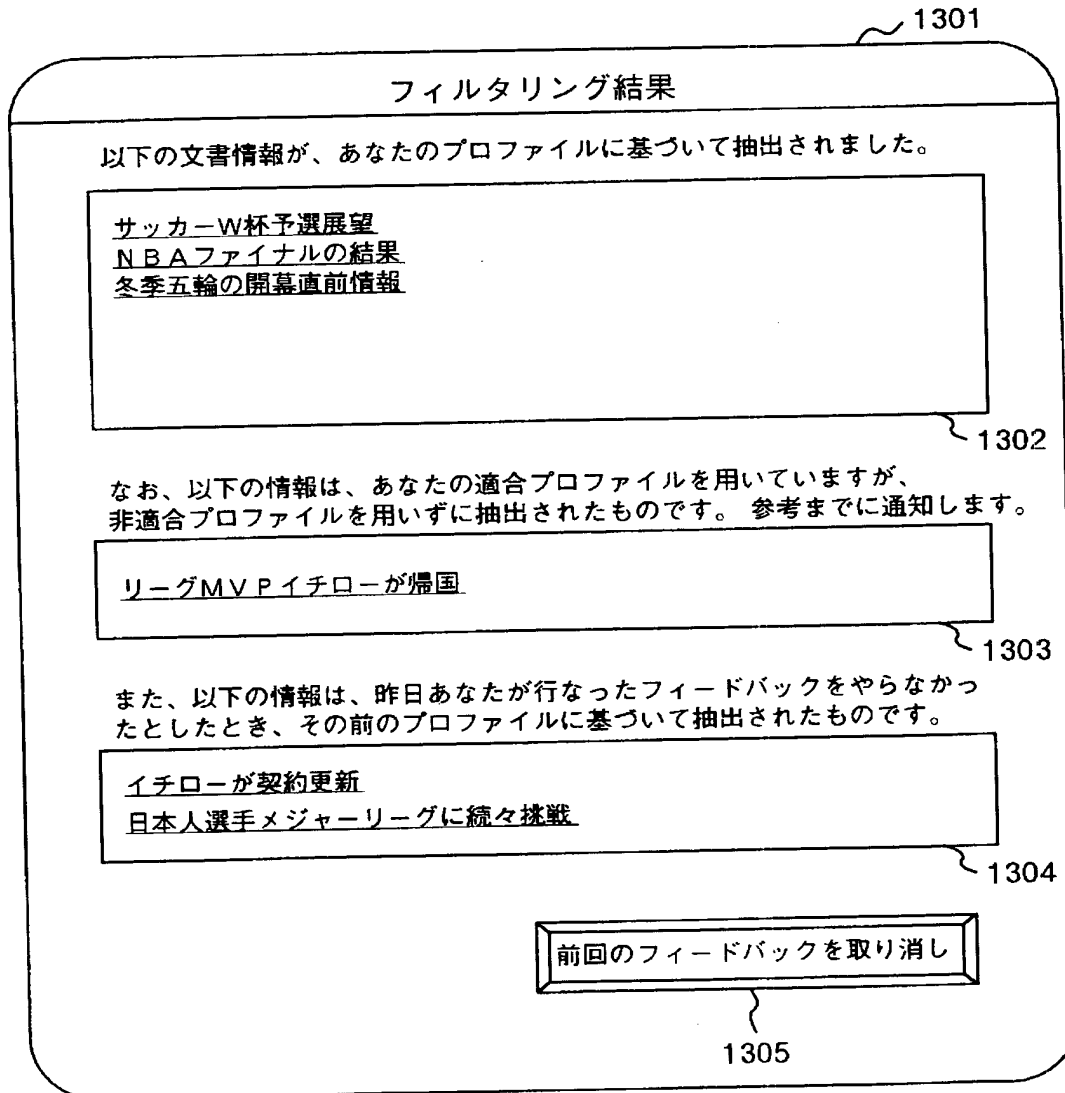 1301
フィルタリング結果
以下の文書情報が、あなたのプロファイルに基づいて抽出されました。
サッカーW杯予選展望
NBAファイナルの結果
冬季五輪の開幕直前情報
1302
なお、以下の情報は、あなたの適合プロファイルを用いていますが、
非適合プロファイルを用いずに抽出されたものです。 参考までに通知します。
リーグMVPイチローが帰国
1303
また、以下の情報は、昨日あなたが行なったフィードバックをやらなかっ
たとしたとき、その前のプロファイルに基づいて抽出されたものです。
イチローが契約更新
日本人選手メジャーリーグに続々挑戦
1304
前回のフィードバックを取り消し
1305